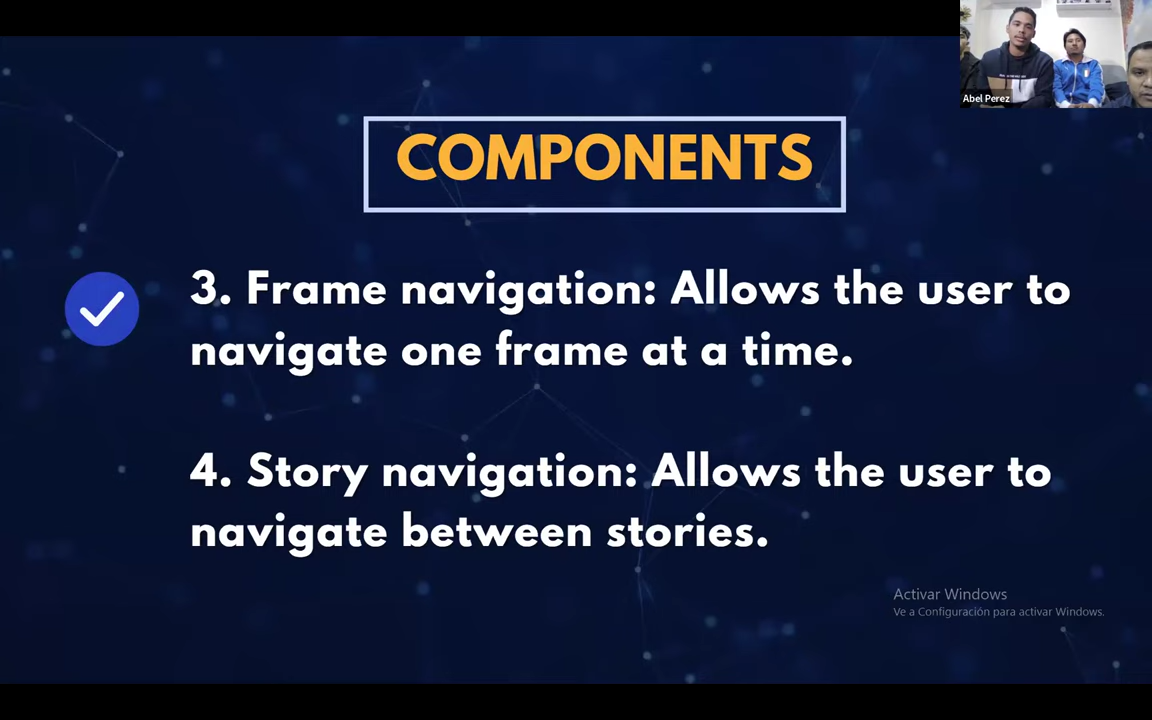 Abel Perez
COMPONENTS
3. Frame navigation: Allows the user to
navigate one frame at a time.
4. Story navigation: Allows the user to
navigate between stories.
Activar Windows
Ve a Configuración para activar Windows.